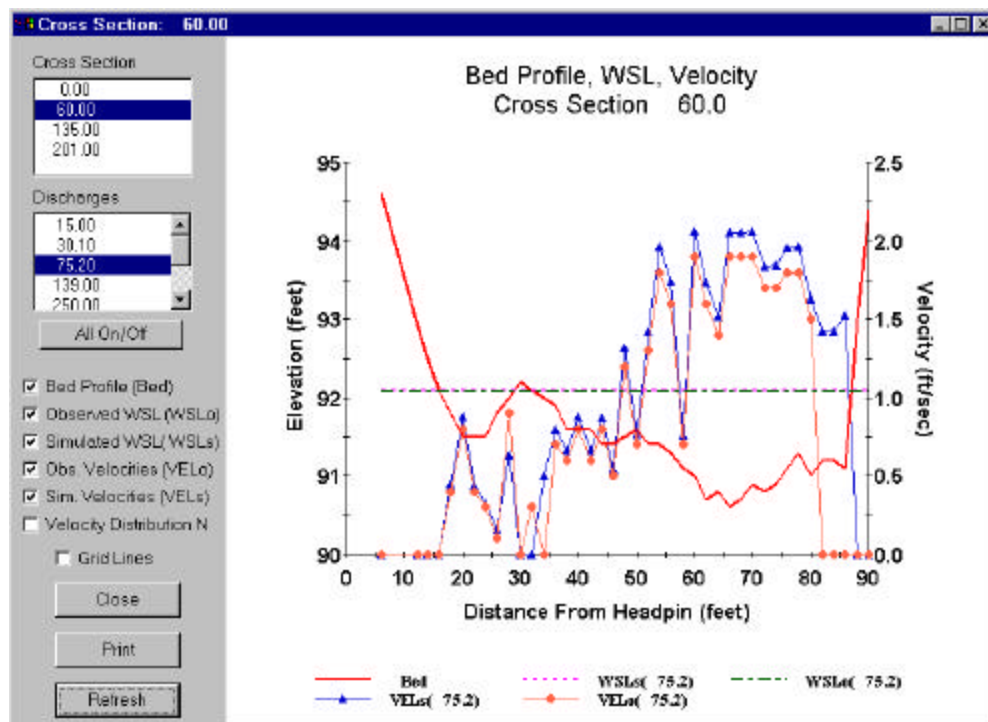 Cross Section: 60.00
Cross Section
0.00
60.00
135.00
201.00
Discharges
15.00
30.10
75.20
139.00
250.00
All On/Off
Bed Profile (Bed)
Observed WSL (WSLo)
Simulated WSL( WSLs)
Obs. Velocities (VELo)
Sim. Velocities (VELs)
Velocity Distribution N
Grid Lines
Close
Print
Refresh
Bed Profile, WSL, Velocity
Cross Section 60.0
Elevation (feet)
95
94
93
92
91
90
0 10 20 30 40 50 60 70 80 90
Distance From Headpin (feet)
2.5
2.0
1.5
1.0
0.5
0.0
Velocity (ft/sec)
Bed WSLs( 75.2) WSLo( 75.2)
VELs( 75.2) VELo( 75.2)